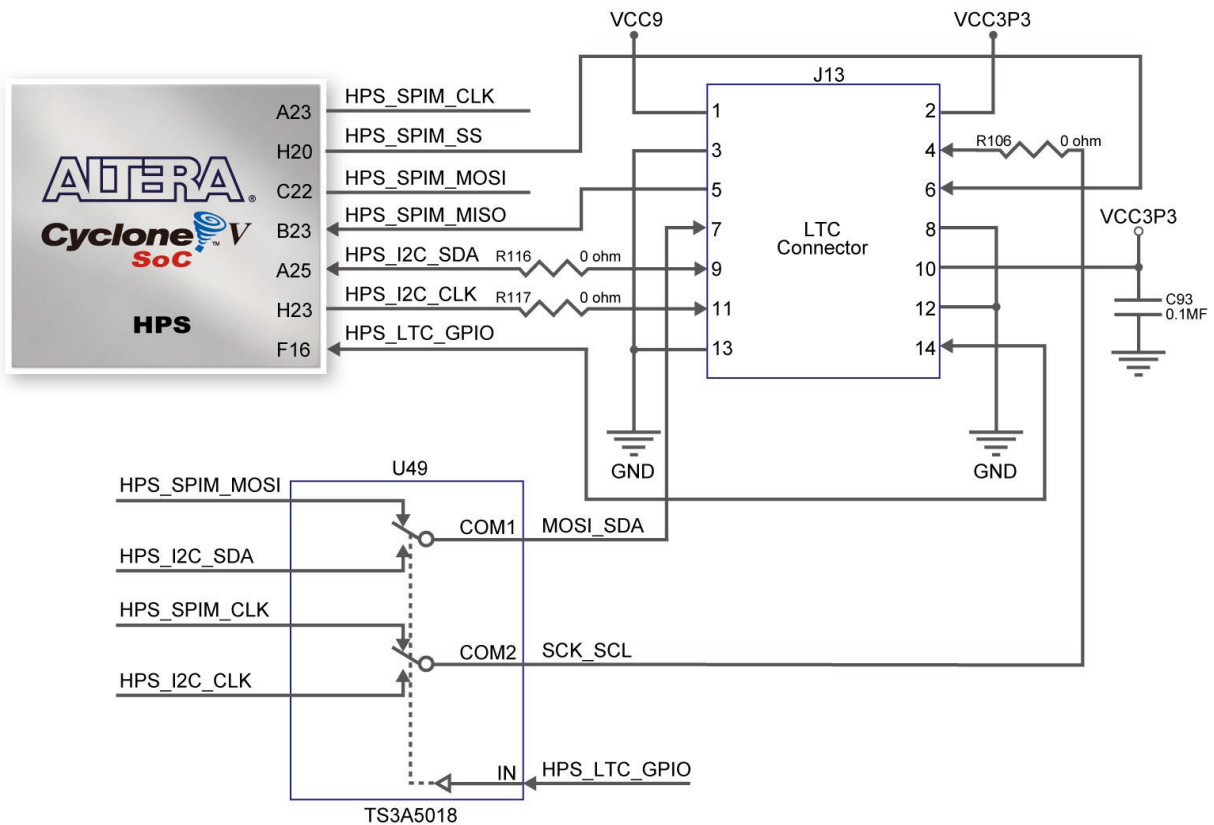 VCC9
VCC3P3
J13
A23
HPS_SPIM_CLK
H20
HPS_SPIM_SS
C22
HPS_SPIM_MOSI
B23
HPS_SPIM_MISO
A25
HPS_I2C_SDA
R116
0 ohm
H23
HPS_I2C_CLK
R117
0 ohm
F16
HPS_LTC_GPIO
ALTERA®
Cyclone™ V
SoC
HPS
1
3
5
7
9
11
13
LTC
Connector
2
4
6
8
10
12
14
R106
0 ohm
VCC3P3
C93
0.1MF
GND
GND
U49
HPS_SPIM_MOSI
HPS_I2C_SDA
HPS_SPIM_CLK
HPS_I2C_CLK
COM1
MOSI_SDA
COM2
SCK_SCL
IN
HPS_LTC_GPIO
TS3A5018